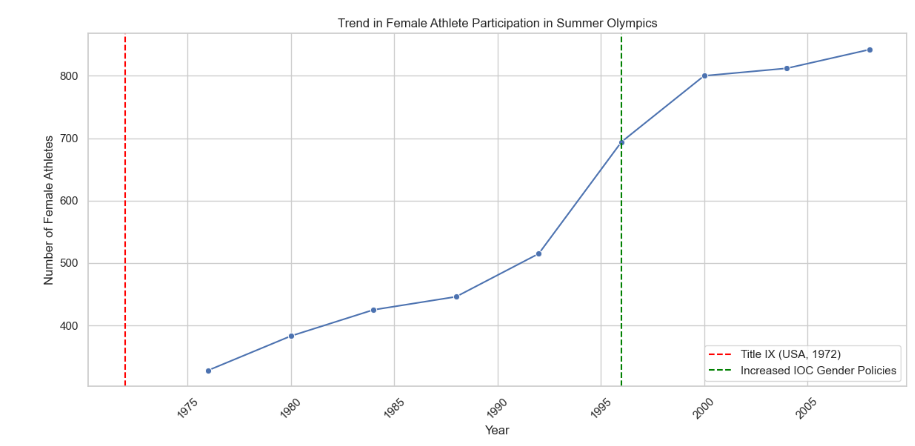 Trend in Female Athlete Participation in Summer Olympics
Number of Female Athletes
800
700
600
500
400
Title IX (USA, 1972)
Increased IOC Gender Policies
1975
1980
1985
1990
1995
2000
2005
Year